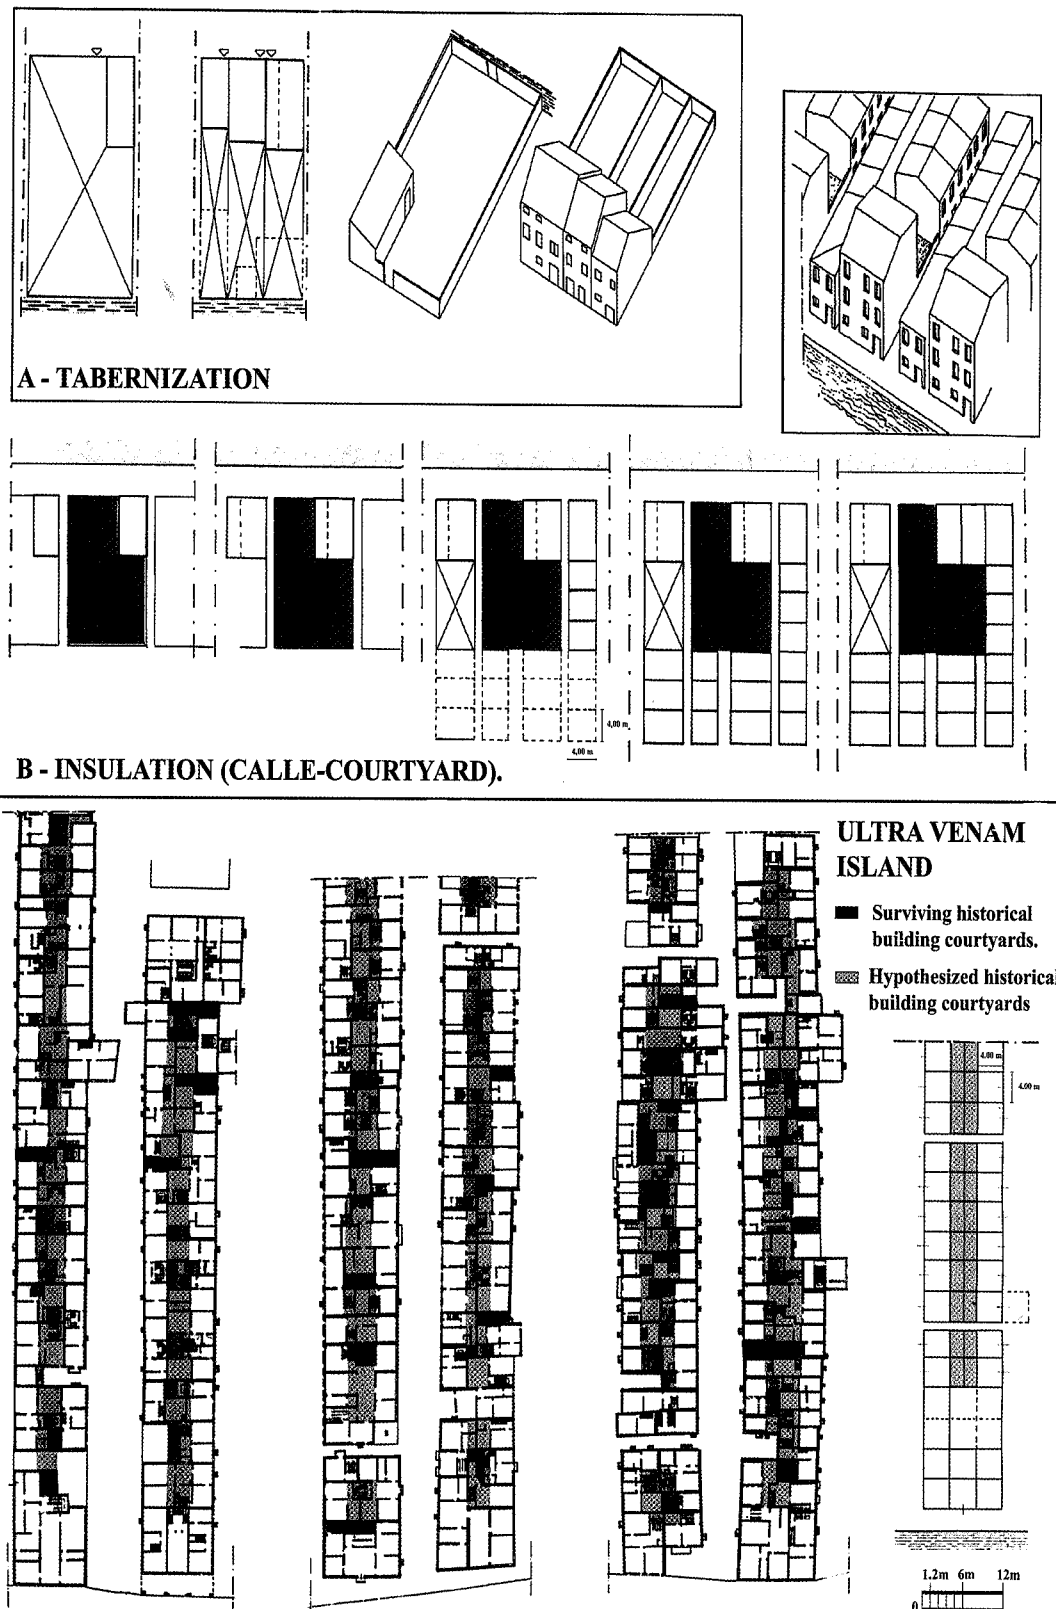 A - TABERNIZATION
4,00 m
4,00 m
B - INSULATION (CALLE-COURTYARD).
ULTRA VENAM
ISLAND
Surviving historical
building courtyards.
Hypothesized historical
building courtyards
4.00 m
4.00 m
1.2m 6m 12m
0